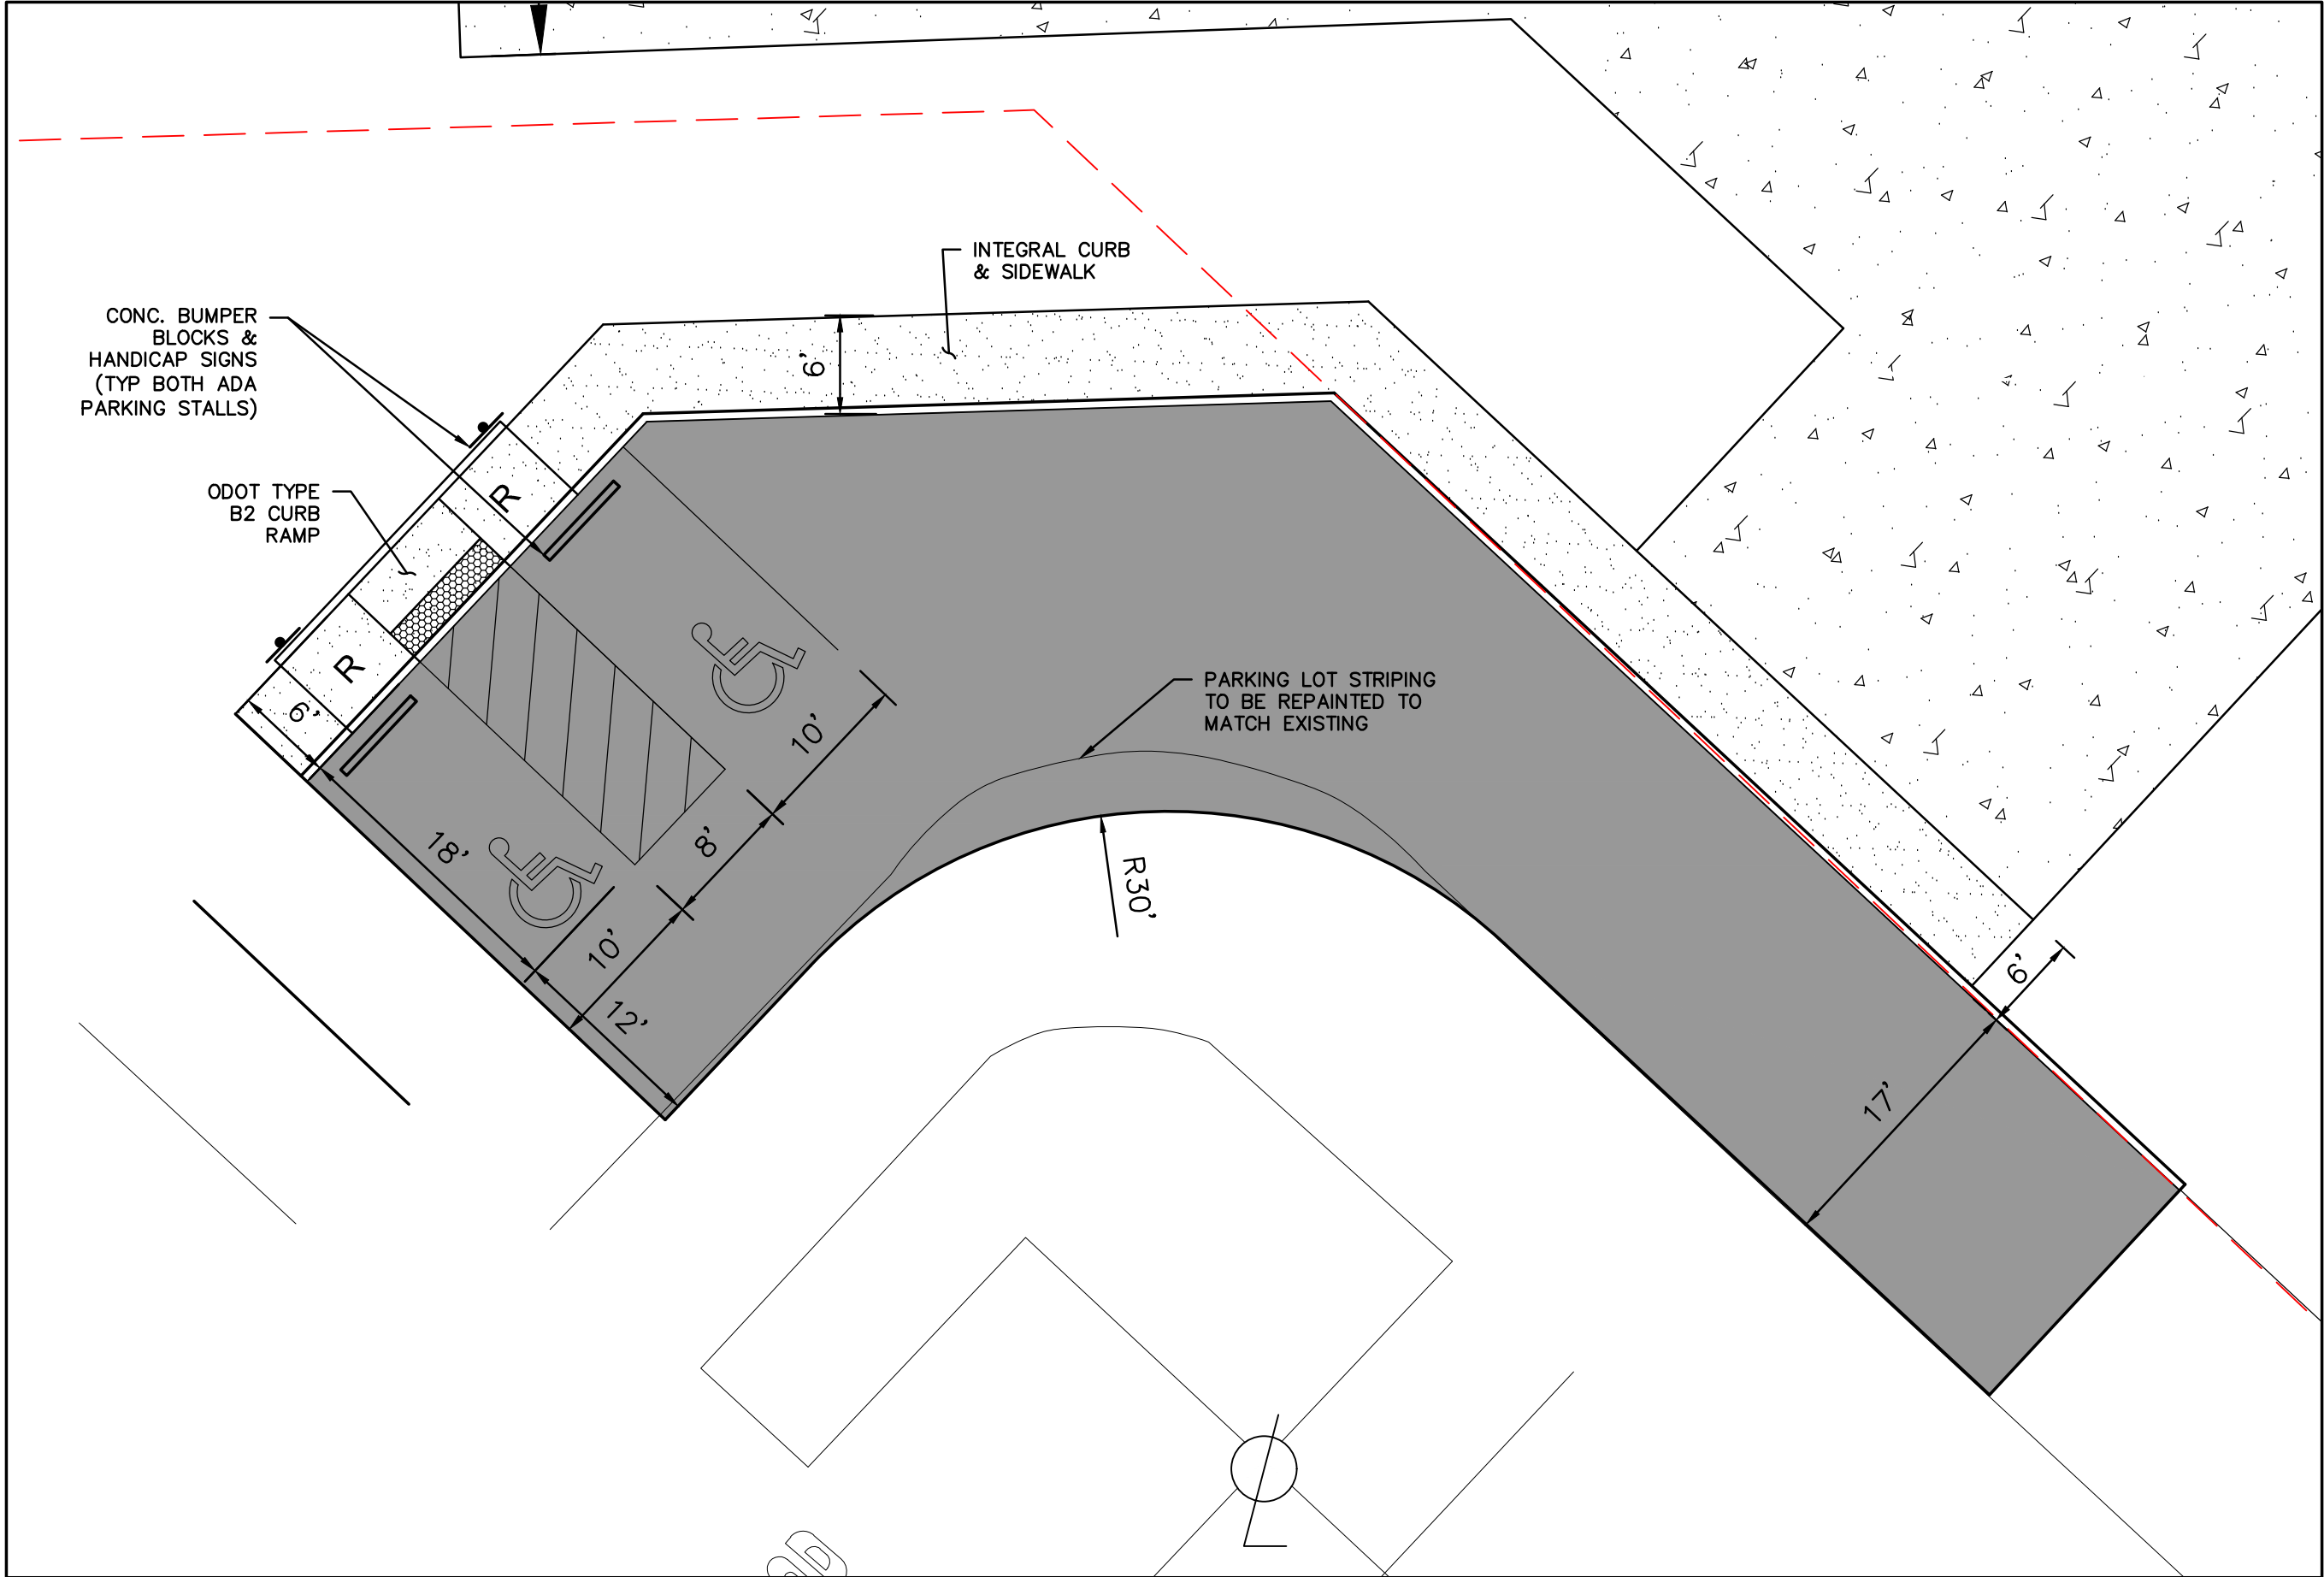 INTEGRAL CURB
& SIDEWALK
CONC. BUMPER
BLOCKS &
HANDICAP SIGNS
(TYP BOTH ADA
PARKING STALLS)
6'
ODOT TYPE
B2 CURB
RAMP
R
R
6'
PARKING LOT STRIPING
TO BE REPAINTED TO
MATCH EXISTING
10'
8'
18'
R30'
10'
12'
6'
17'